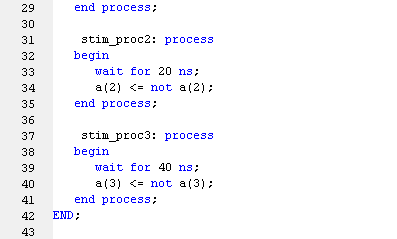 29 end process;
30
31 stim_proc2: process
32 begin
33 wait for 20 ns;
34 a(2) <= not a(2);
35 end process;
36
37 stim_proc3: process
38 begin
39 wait for 40 ns;
40 a(3) <= not a(3);
41 end process;
42 END;
43